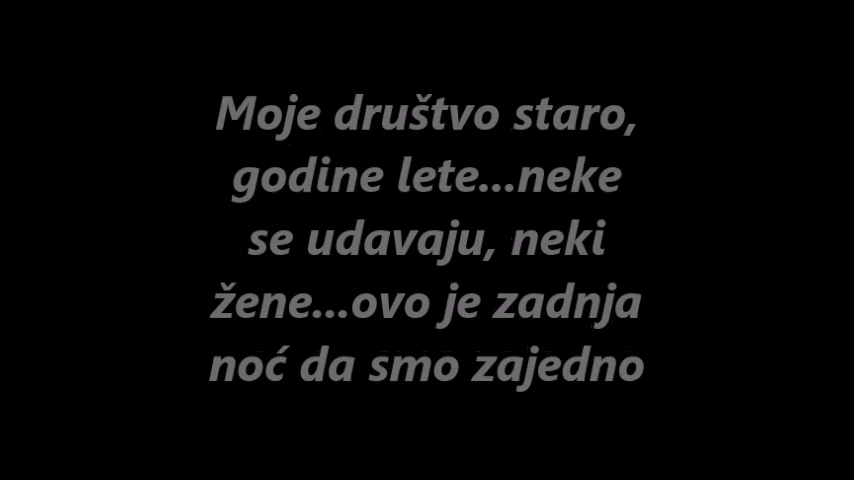 Moje društvo staro,
godine lete...neke
se udavaju, neki
žene...ovo je zadnja
noć da smo zajedno